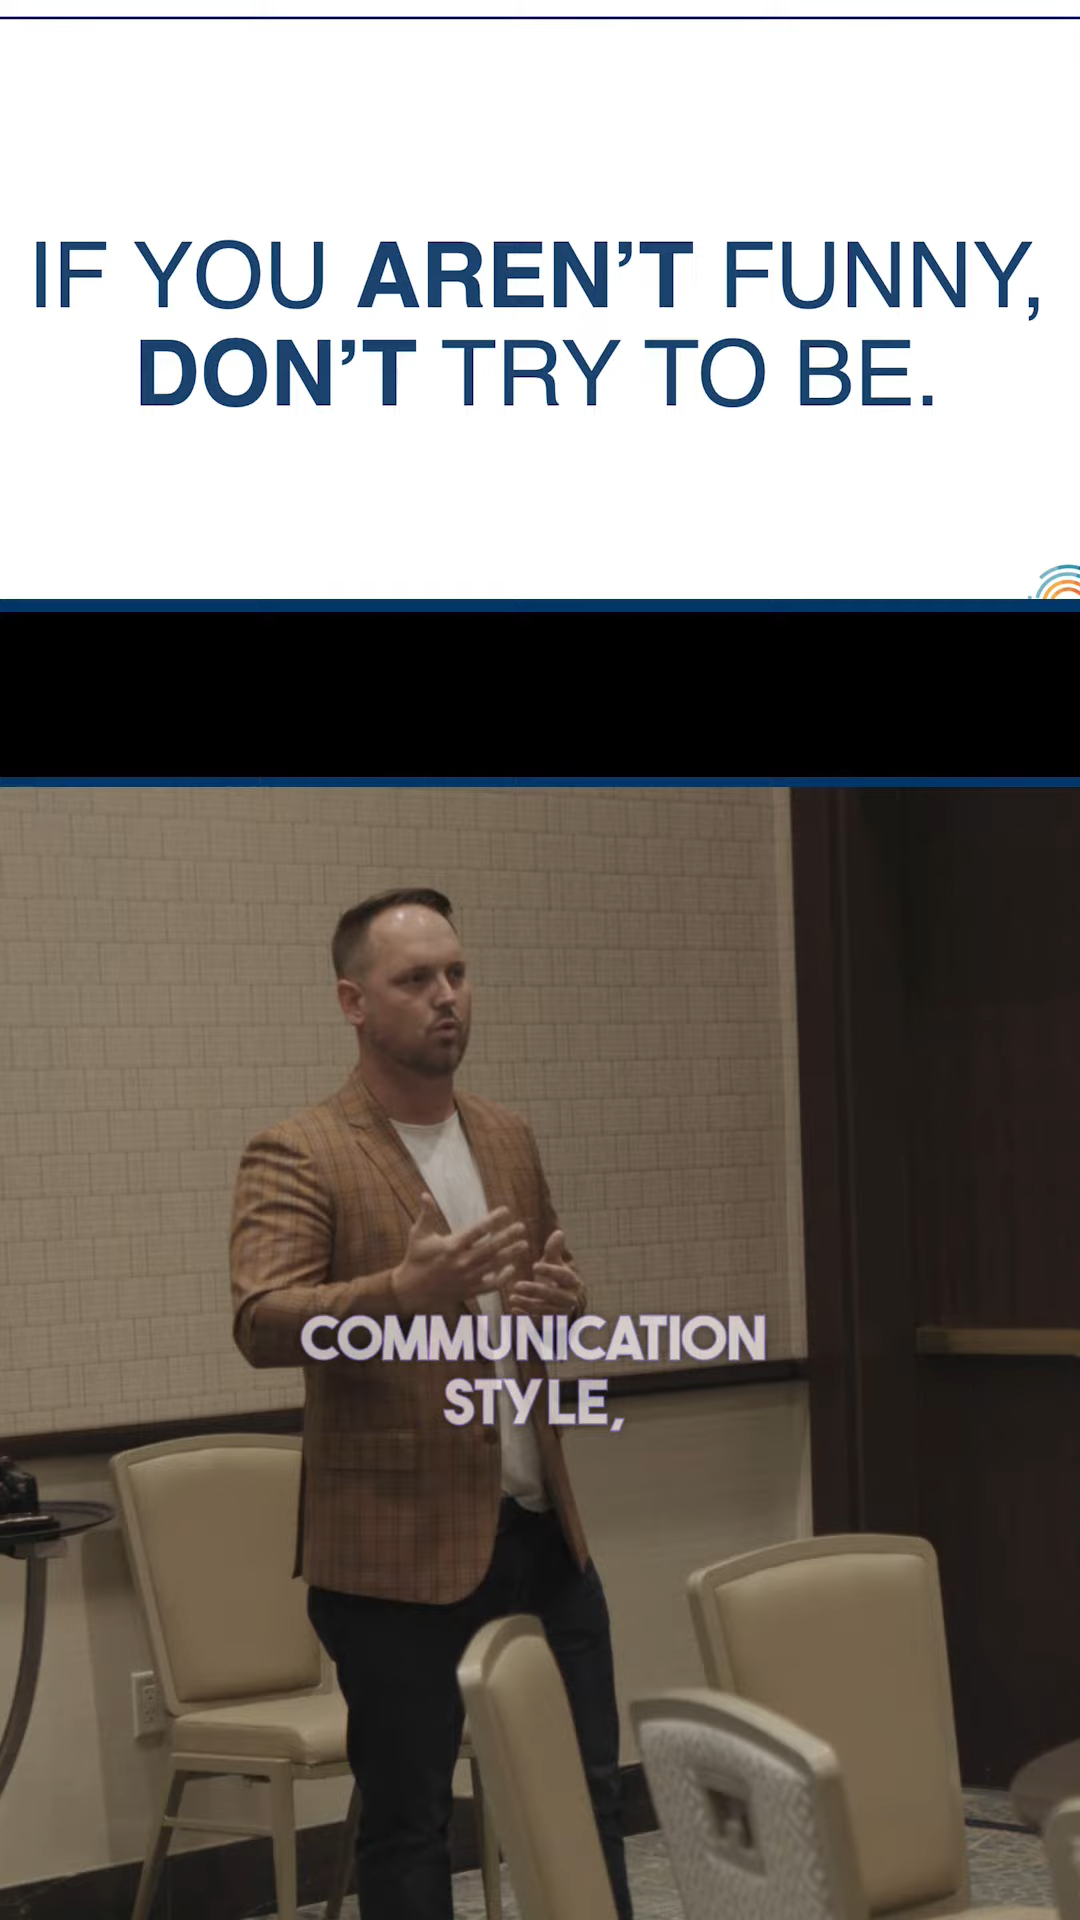 IF YOU AREN’T FUNNY,
DON’T TRY TO BE.
COMMUNICATION
STYLE,